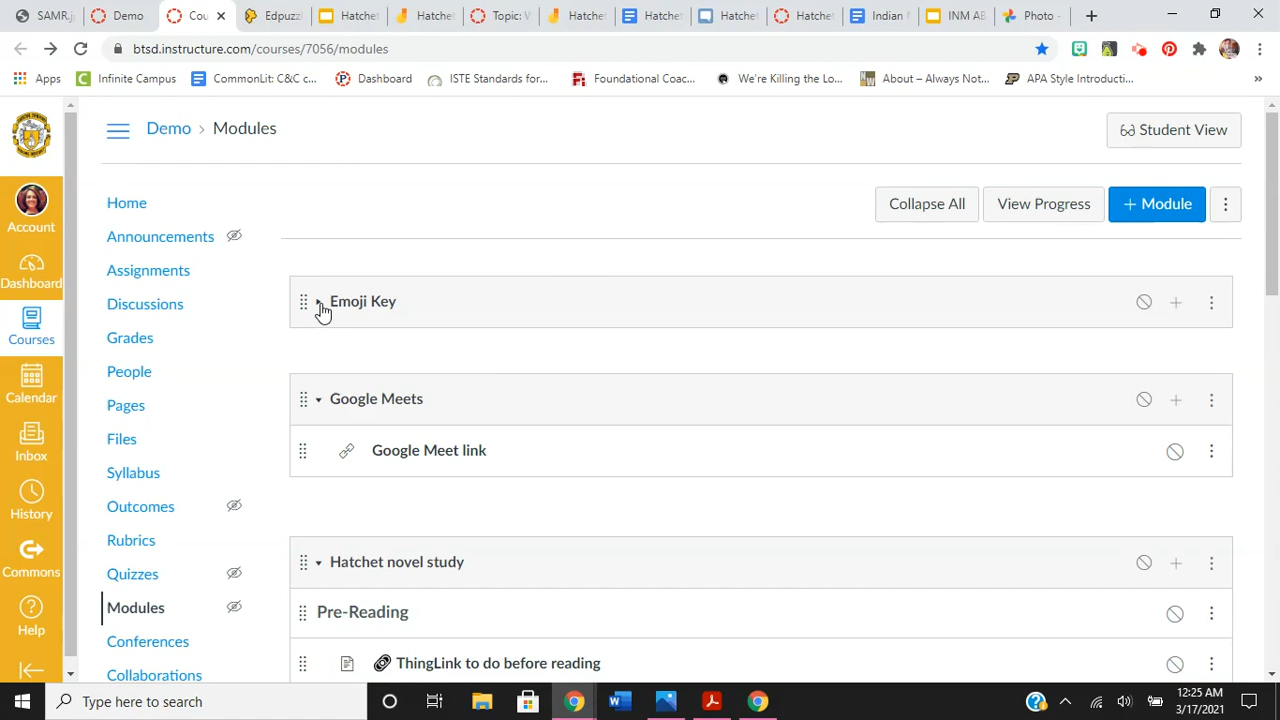 SAMR.j
Demo
Cou
Edpuzzl
Hatchet
Hatche
Topic: W
Hatche
Hatchet
Hatche
Hatche
Indian N
INM AB
Photo -
btsd.instructure.com/courses/7056/modules
Apps
Infinite Campus
CommonLit: C&C c...
Dashboard
ISTE Standards for...
Foundational Coac...
We're Killing the Lo...
About – Always Not...
APA Style Introducti...
»
Demo › Modules
Student View
Account
Dashboard
Courses
Calendar
Inbox
History
Commons
Help
Home
Announcements
Assignments
Discussions
Grades
People
Pages
Files
Syllabus
Outcomes
Rubrics
Quizzes
Modules
Conferences
Collaborations
Collapse All
View Progress
+ Module
Emoji Key
Google Meets
Google Meet link
Hatchet novel study
Pre-Reading
ThingLink to do before reading
Type here to search
12:25 AM
3/17/2021